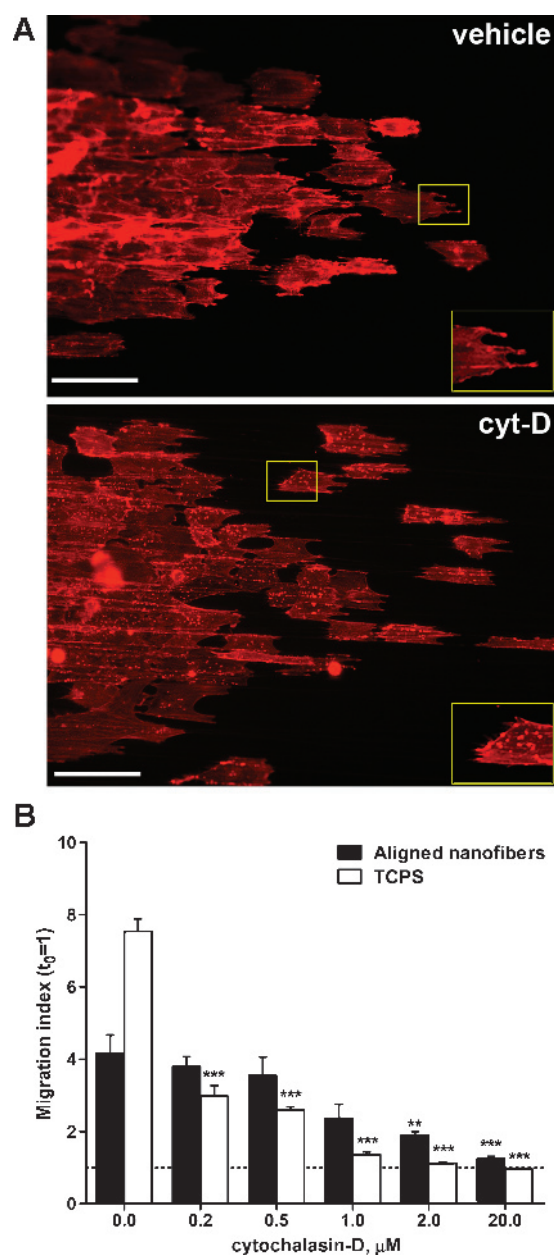 A
vehicle
cyt-D
B
Aligned nanofibers
TCPS
Migration index (t₀=1)
10
8
6
4
2
0
*** *** *** ** *** *** ***
0.0 0.2 0.5 1.0 2.0 20.0
cytochalasin-D, μM